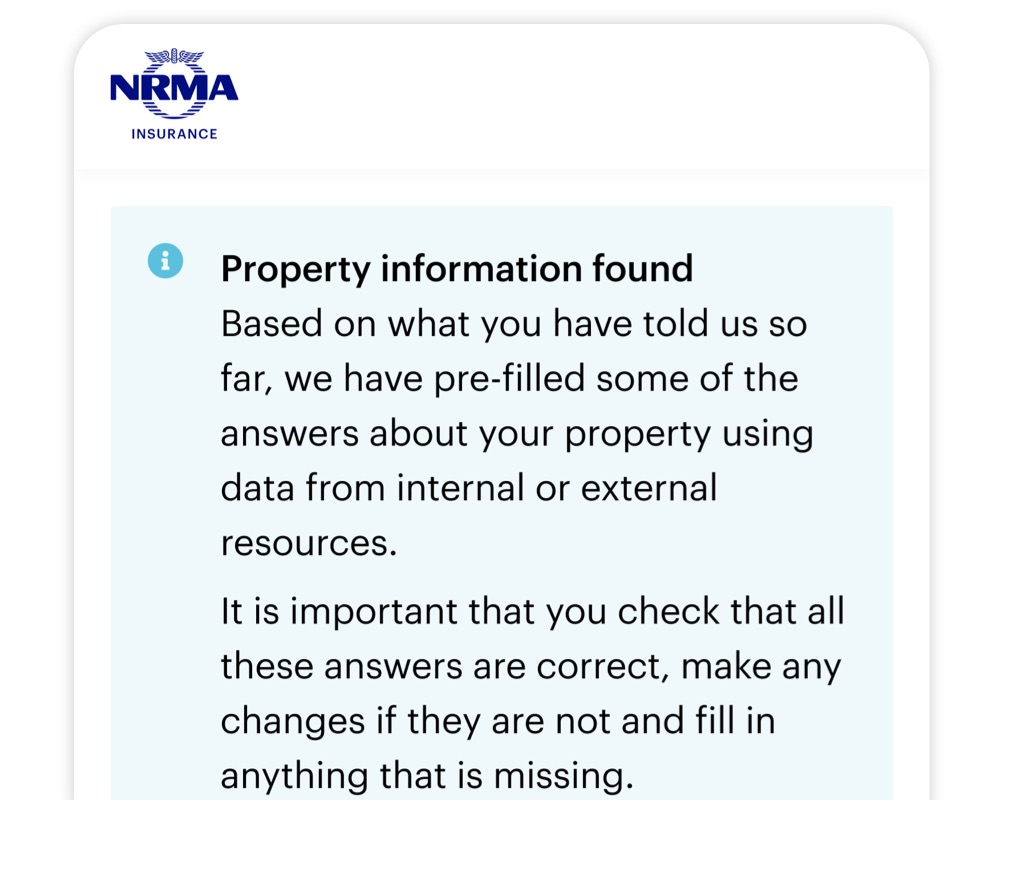 NRMA
INSURANCE
Property information found
Based on what you have told us so
far, we have pre-filled some of the
answers about your property using
data from internal or external
resources.
It is important that you check that all
these answers are correct, make any
changes if they are not and fill in
anything that is missing.